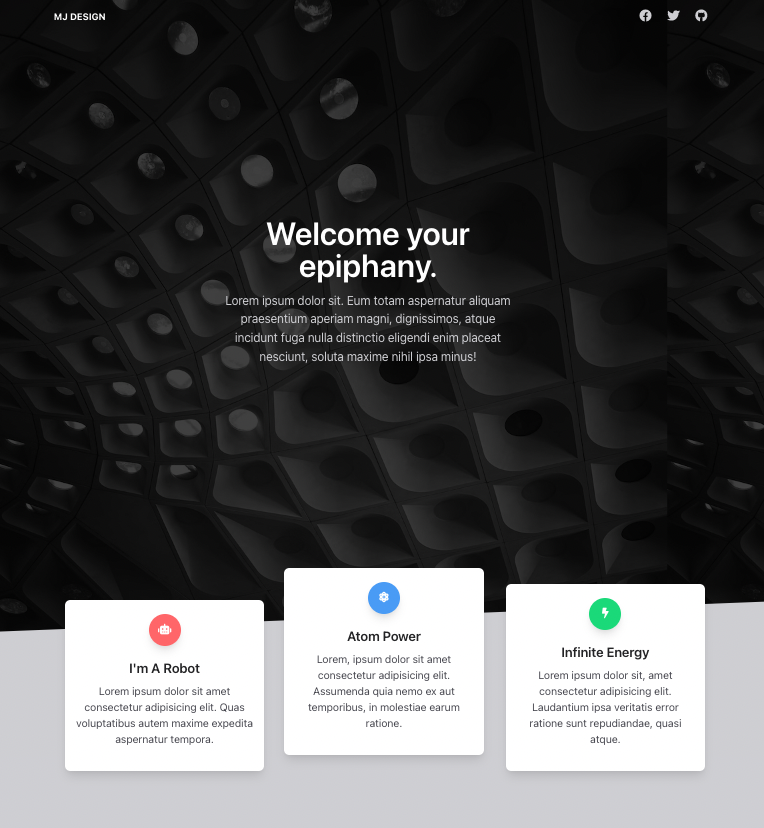 MJ DESIGN
Welcome your
epiphany.
Lorem ipsum dolor sit. Eum totam aspernatur aliquam
praesentium aperiam magni, dignissimos, atque
incidunt fuga nulla distinctio eligendi enim placeat
nesciunt, soluta maxime nihil ipsa minus!
I'm A Robot
Lorem ipsum dolor sit amet
consectetur adipisicing elit. Quas
voluptatibus autem maxime expedita
aspernatur tempora.
Atom Power
Lorem, ipsum dolor sit amet
consectetur adipisicing elit.
Assumenda quia nemo ex aut
temporibus, in molestiae earum
ratione.
Infinite Energy
Lorem ipsum dolor sit, amet
consectetur adipisicing elit.
Laudantium ipsa veritatis error
ratione sunt repudiandae, quasi
atque.